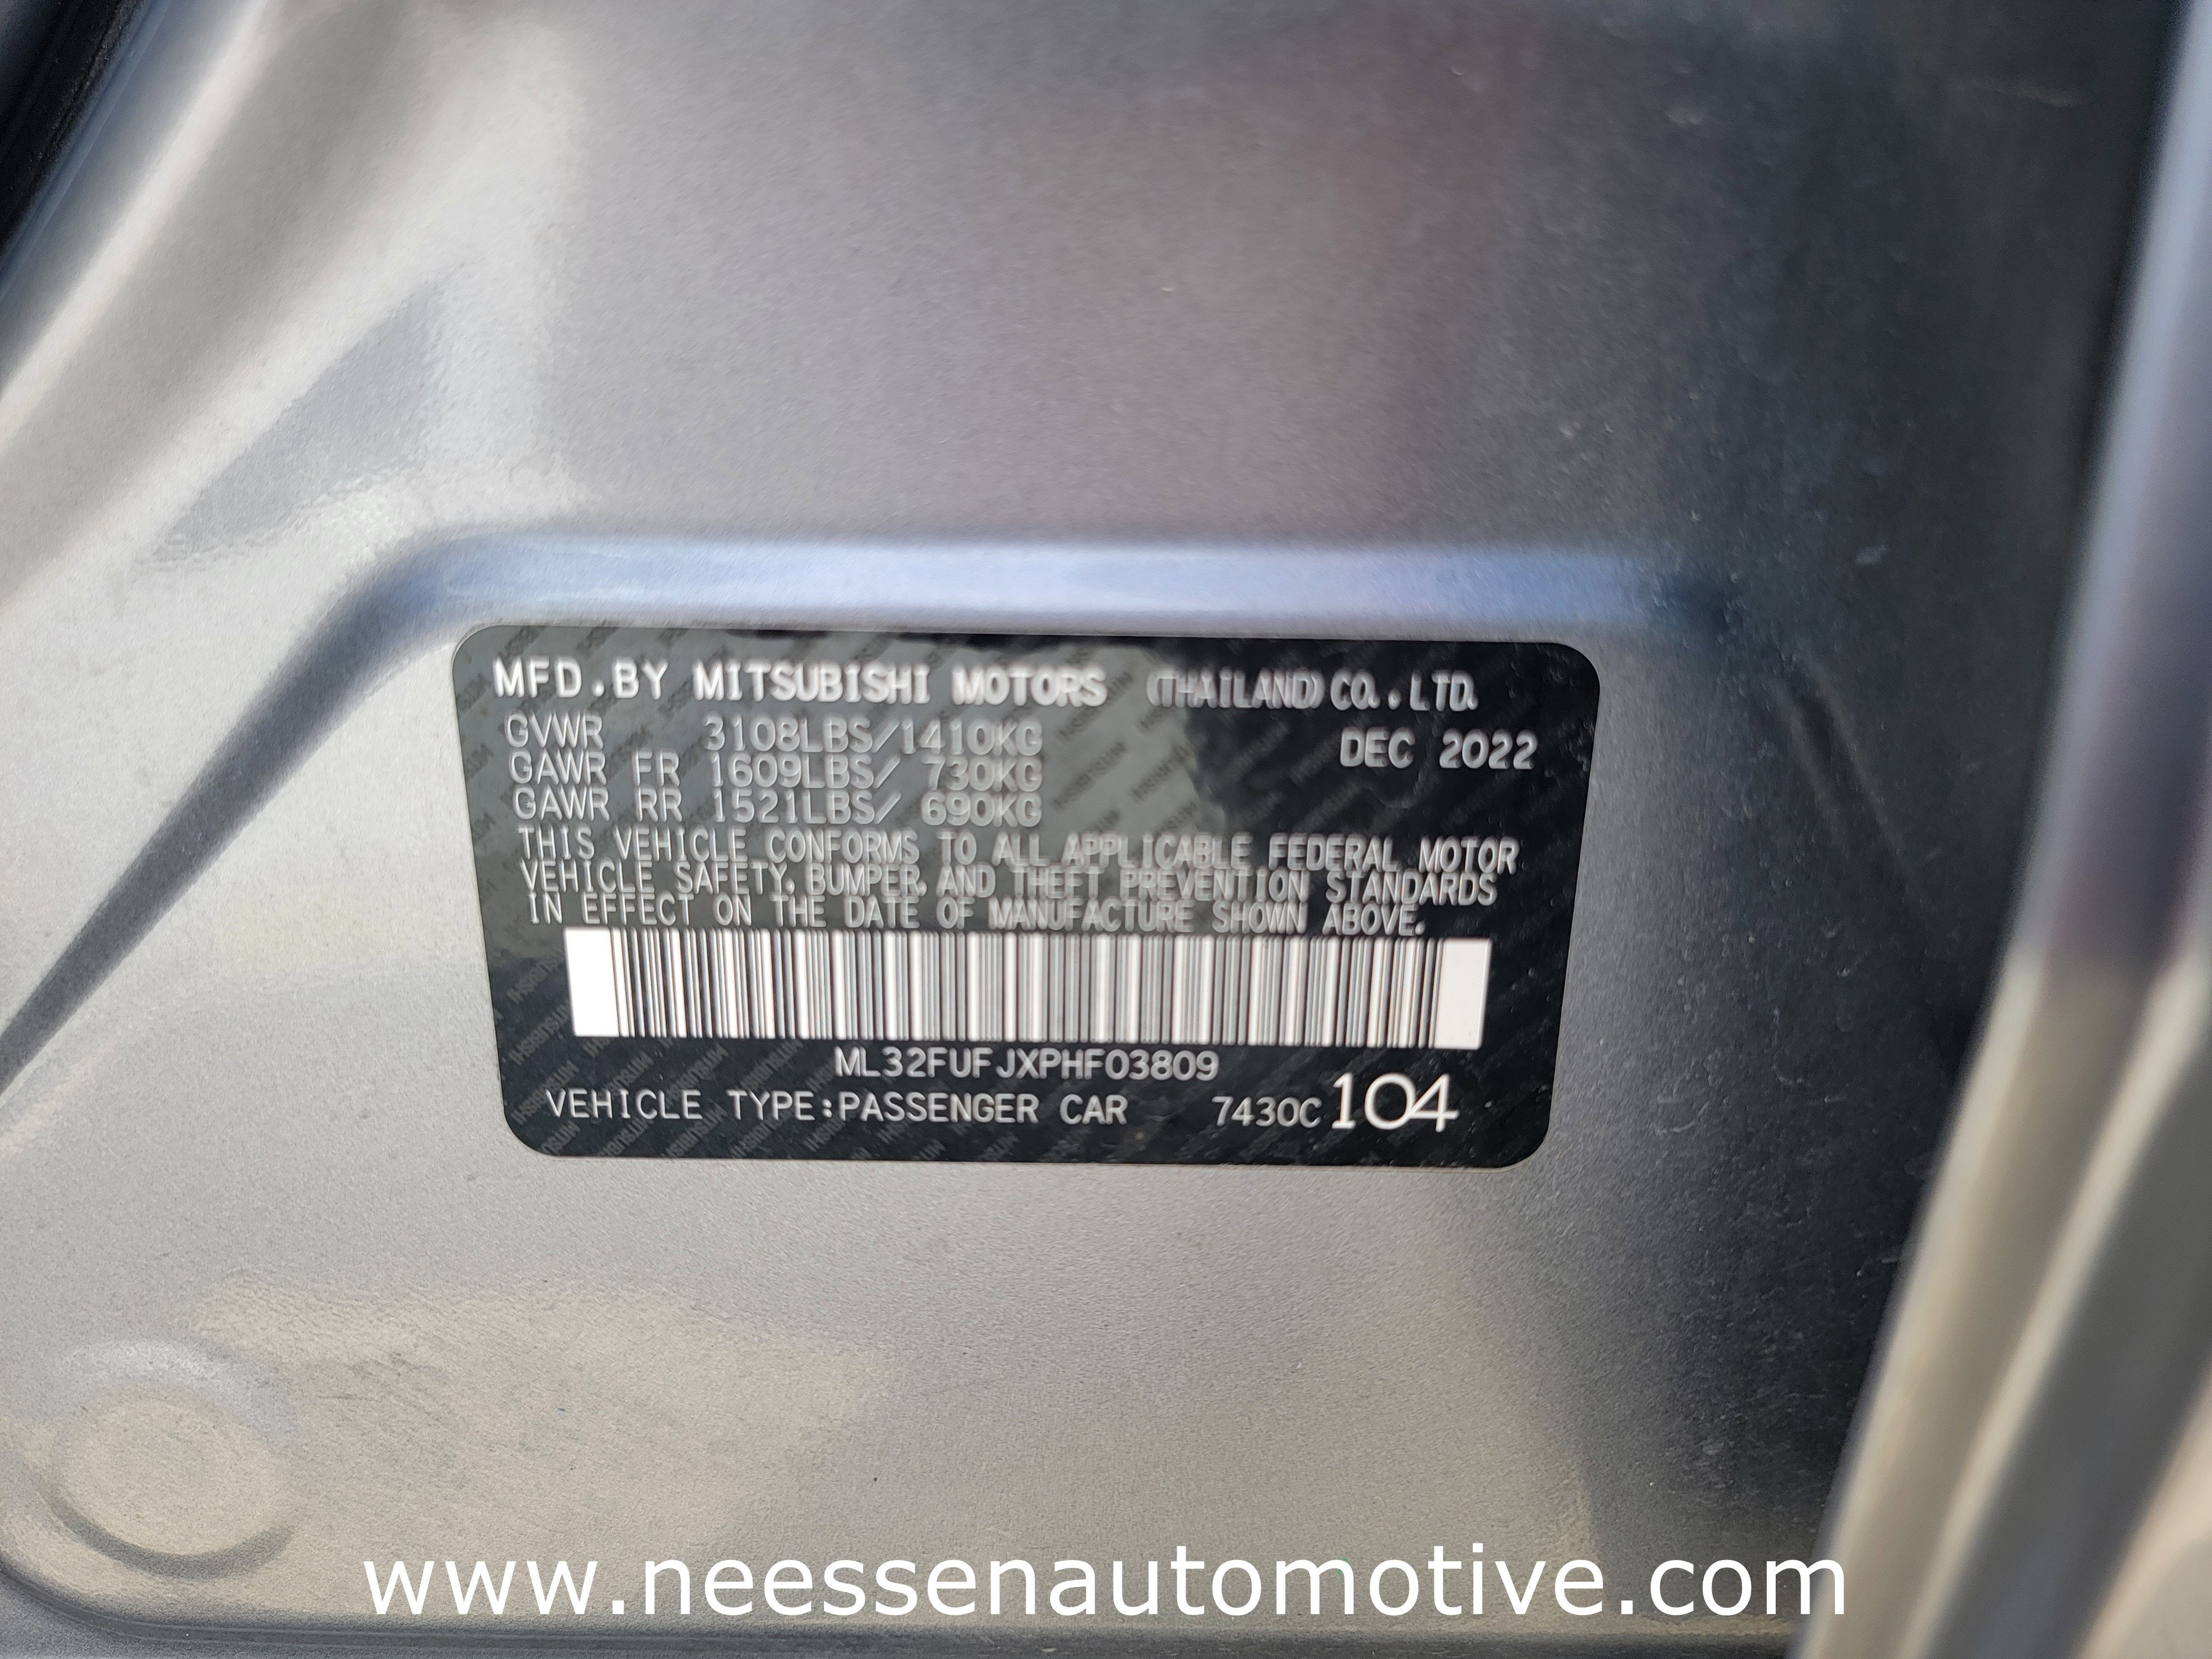 MFD.BY MITSUBISHI MOTORS (THAILAND) CO.,LTD.
GVWR 3108LBS/1410KG DEC 2022
GAWR FR 1609LBS/ 730KG
GAWR RR 1521LBS/ 690KG
THIS VEHICLE CONFORMS TO ALL APPLICABLE FEDERAL MOTOR
VEHICLE SAFETY, BUMPER, AND THEFT PREVENTION STANDARDS
IN EFFECT ON THE DATE OF MANUFACTURE SHOWN ABOVE.
ML32FUFJXPHF03809
VEHICLE TYPE:PASSENGER CAR 7430C 104
www.neessenautomotive.com